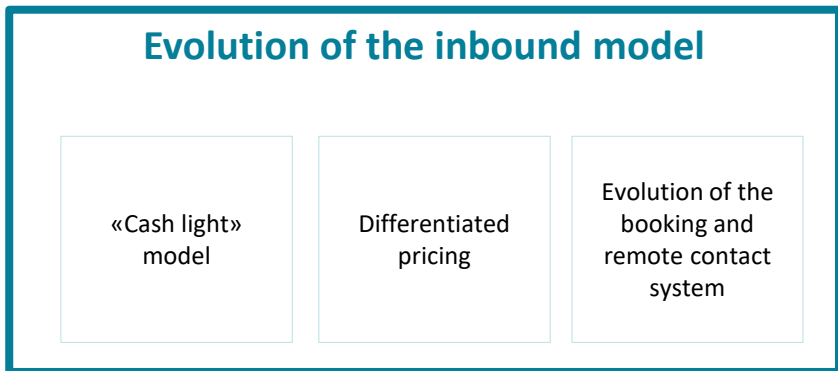 Evolution of the inbound model
«Cash light»
model
Differentiated
pricing
Evolution of the
booking and
remote contact
system